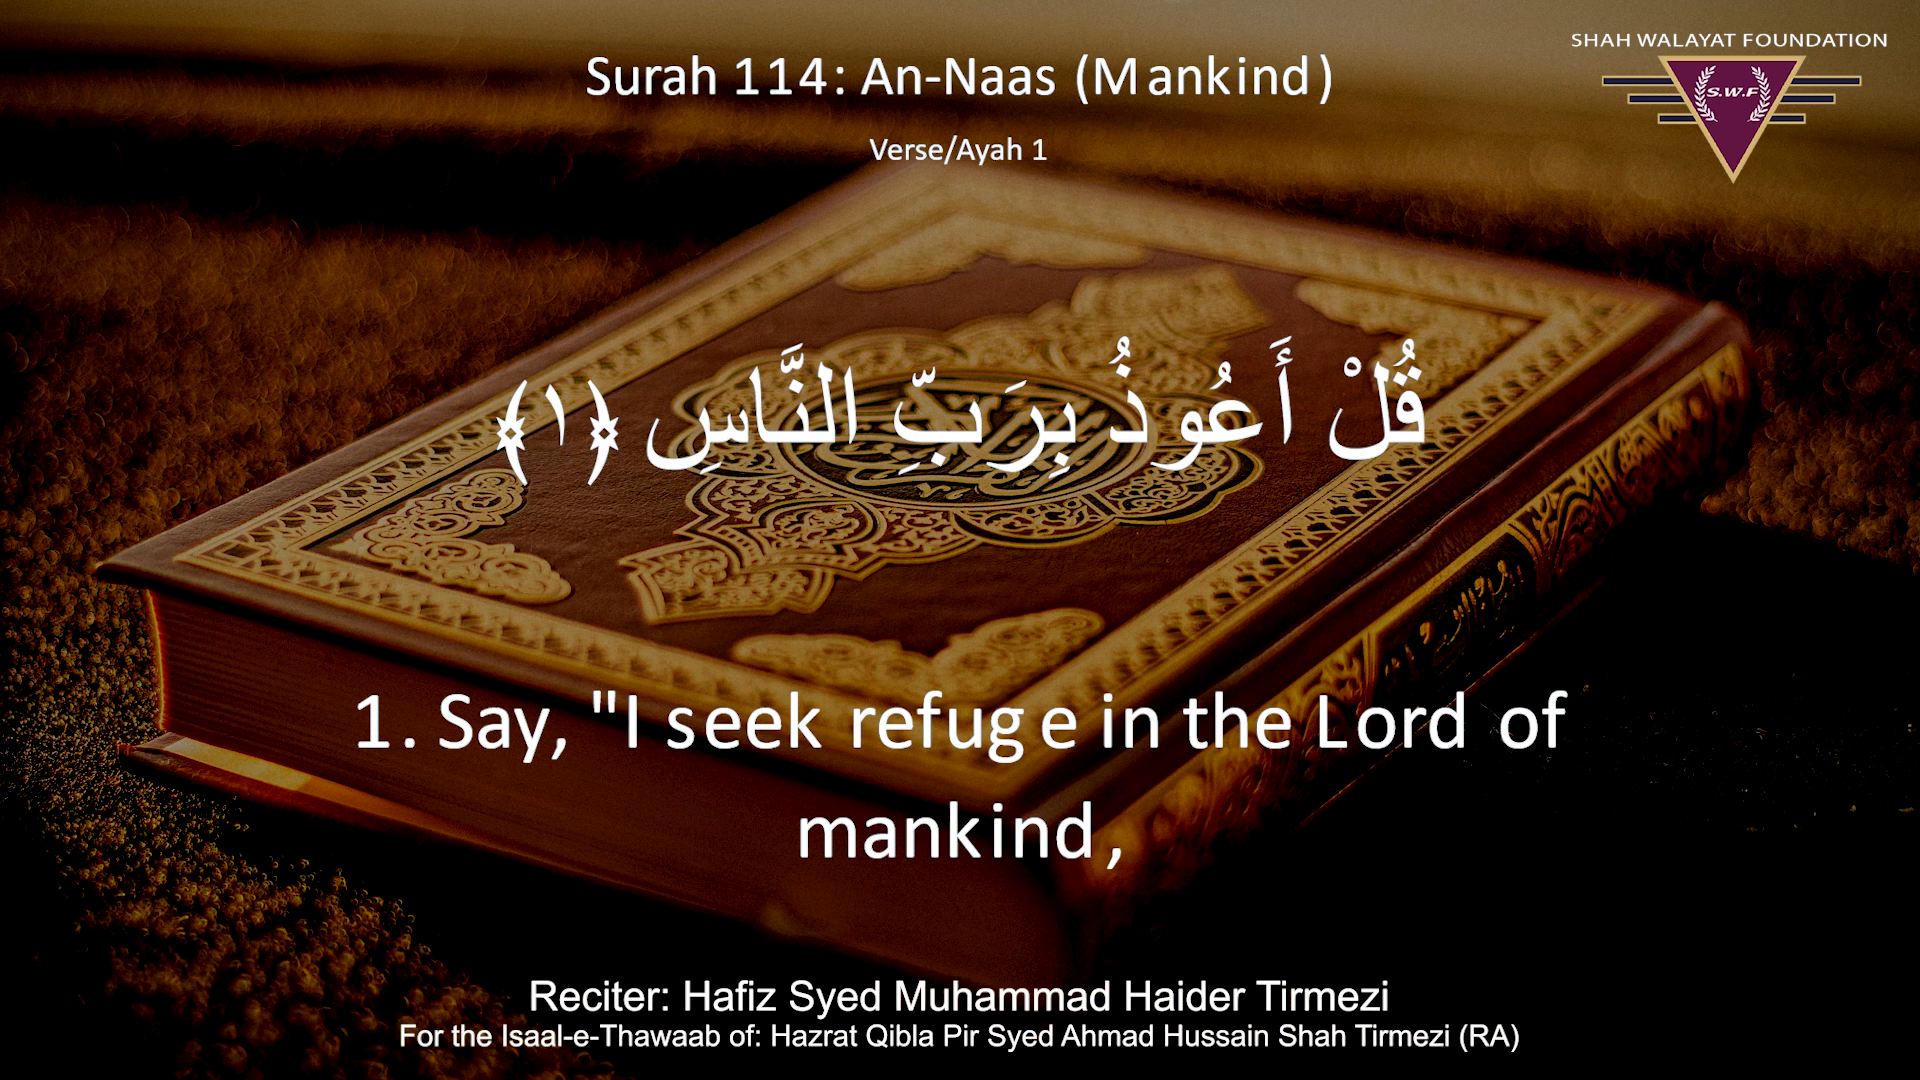 SHAH WALAYAT FOUNDATION
S.W.F
Surah 114: An-Naas (Mankind)
Verse/Ayah 1
قُلْ أَعُوذُ بِرَبِّ النَّاسِ ﴿١﴾
1. Say, "I seek refuge in the Lord of
mankind,
Reciter: Hafiz Syed Muhammad Haider Tirmezi
For the Isaal-e-Thawaab of: Hazrat Qibla Pir Syed Ahmad Hussain Shah Tirmezi (RA)